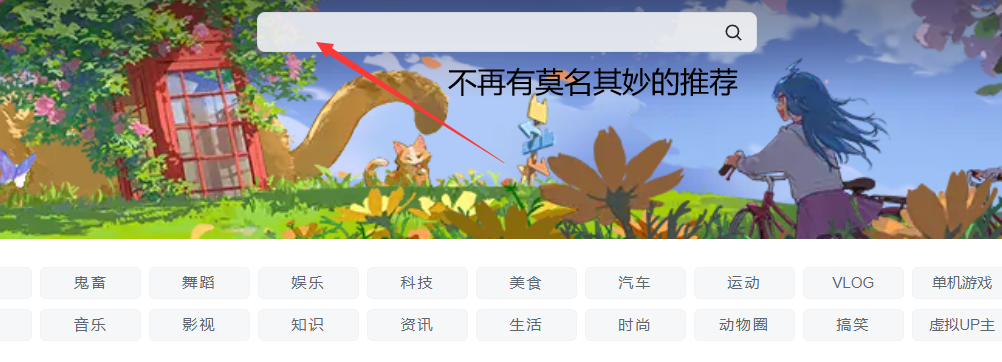 不再有莫名其妙的推荐
鬼畜 舞蹈 娱乐 科技 美食 汽车 运动 VLOG 单机游戏
音乐 影视 知识 资讯 生活 时尚 动物圈 搞笑 虚拟UP主